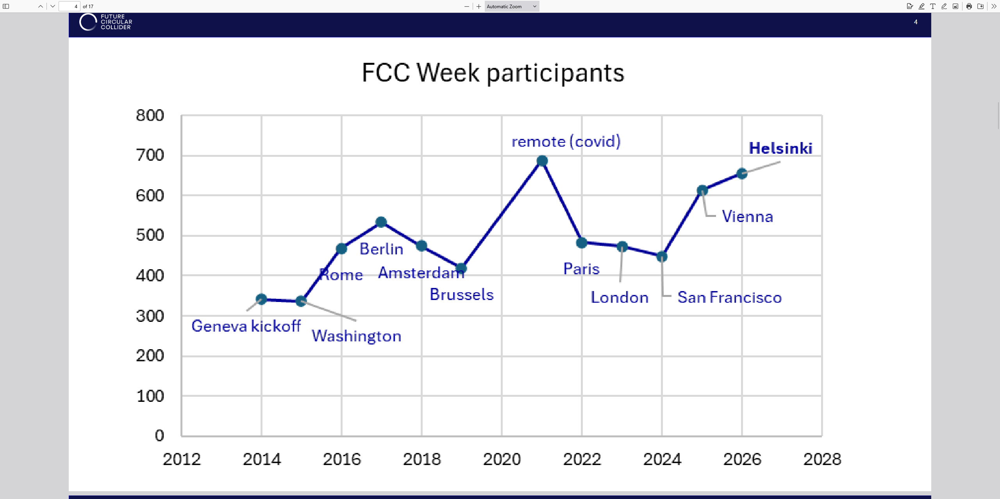 4 of 17
Automatic Zoom
FUTURE
CIRCULAR
COLLIDER
4
FCC Week participants
800
700
600
500
400
300
200
100
0
remote (covid)
Helsinki
Vienna
Berlin
Rome
Amsterdam
Paris
Brussels
London
San Francisco
Geneva kickoff
Washington
2012 2014 2016 2018 2020 2022 2024 2026 2028